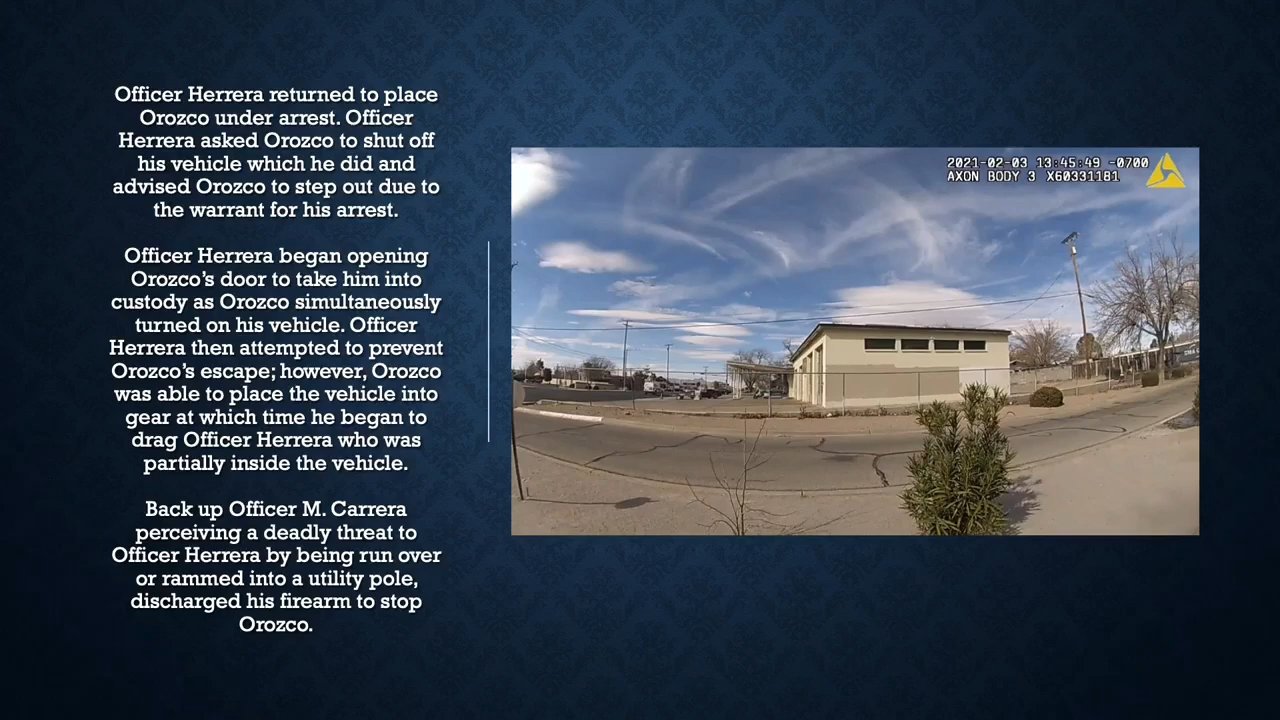 Officer Herrera returned to place
Orozco under arrest. Officer
Herrera asked Orozco to shut off
his vehicle which he did and
advised Orozco to step out due to
the warrant for his arrest.
Officer Herrera began opening
Orozco’s door to take him into
custody as Orozco simultaneously
turned on his vehicle. Officer
Herrera then attempted to prevent
Orozco’s escape; however, Orozco
was able to place the vehicle into
gear at which time he began to
drag Officer Herrera who was
partially inside the vehicle.
Back up Officer M. Carrera
perceiving a deadly threat to
Officer Herrera by being run over
or rammed into a utility pole,
discharged his firearm to stop
Orozco.
2021-02-03 13:45:49 -0700
AXON BODY 3 X60331181